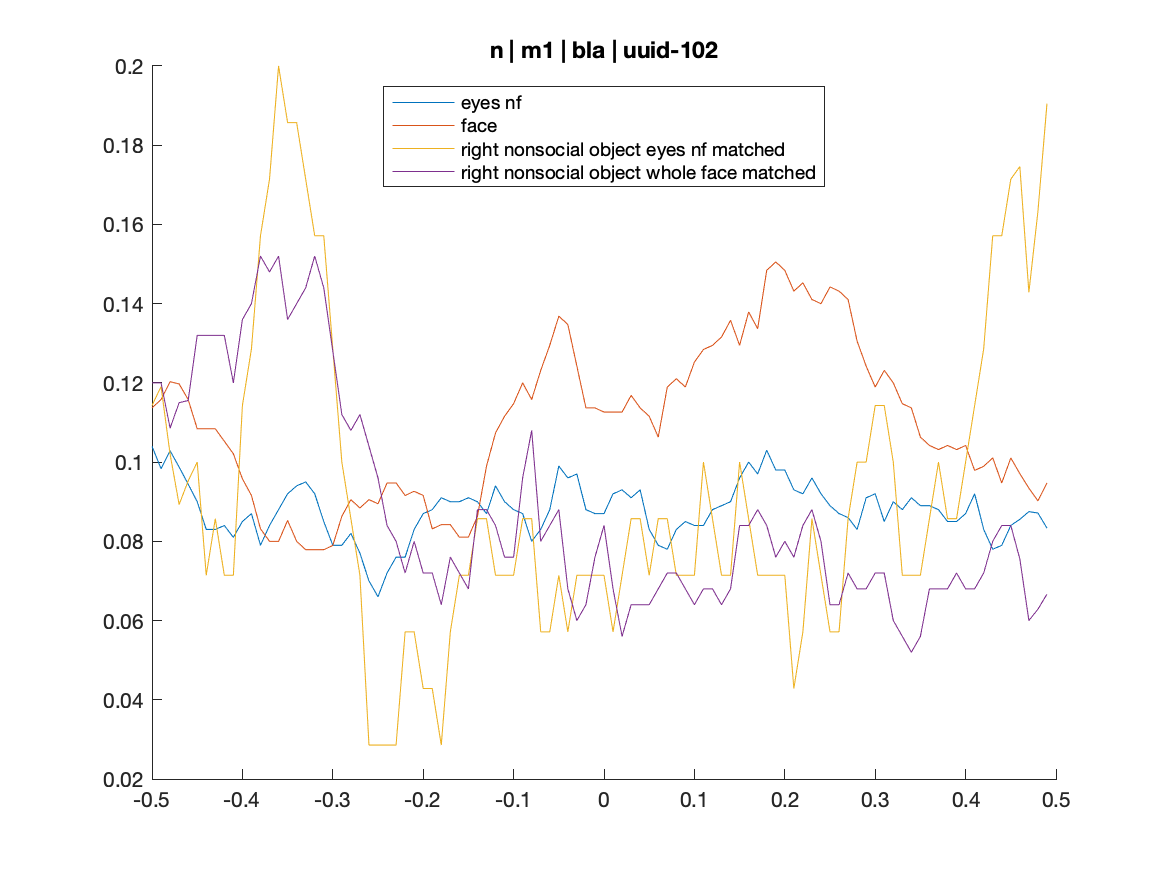 n | m1 | bla | uuid-102
eyes nf
face
right nonsocial object eyes nf matched
right nonsocial object whole face matched
0.2
0.18
0.16
0.14
0.12
0.1
0.08
0.06
0.04
0.02
-0.5 -0.4 -0.3 -0.2 -0.1 0 0.1 0.2 0.3 0.4 0.5